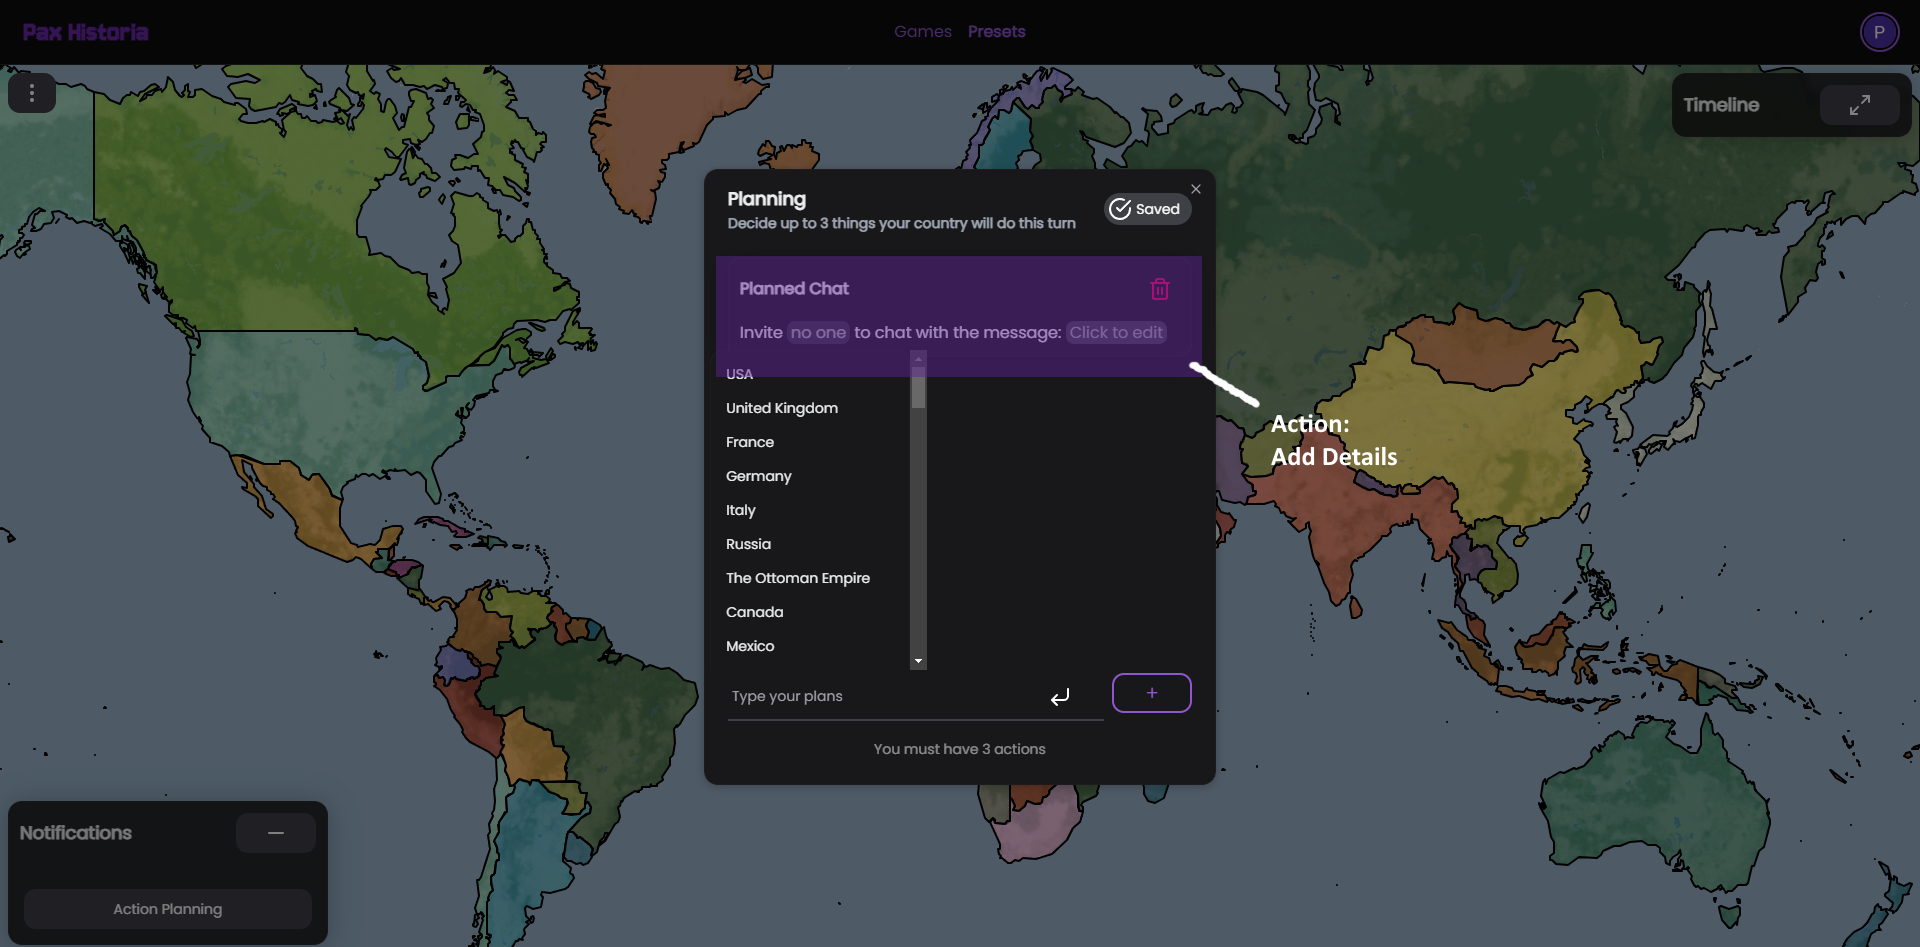 Pax Historia
Games Presets
P
Timeline
Planning
Decide up to 3 things your country will do this turn
Saved
Planned Chat
Invite no one to chat with the message: Click to edit
USA
United Kingdom
France
Germany
Italy
Russia
The Ottoman Empire
Canada
Mexico
Action:
Add Details
Type your plans
+
You must have 3 actions
Notifications
Action Planning